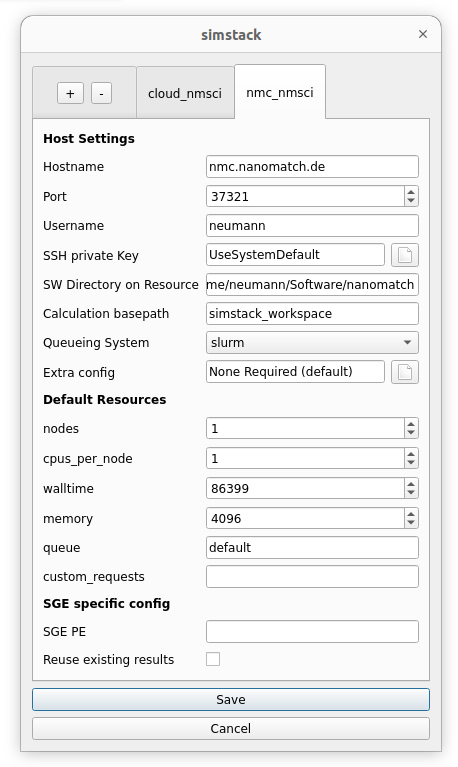 simstack
+ - cloud_nmsci nmc_nmsci
Host Settings
Hostname nmc.nanomatch.de
Port 37321
Username neumann
SSH private Key UseSystemDefault
SW Directory on Resource me/neumann/Software/nanomatch
Calculation basepath simstack_workspace
Queueing System slurm
Extra config None Required (default)
Default Resources
nodes 1
cpus_per_node 1
walltime 86399
memory 4096
queue default
custom_requests
SGE specific config
SGE PE
Reuse existing results
Save
Cancel